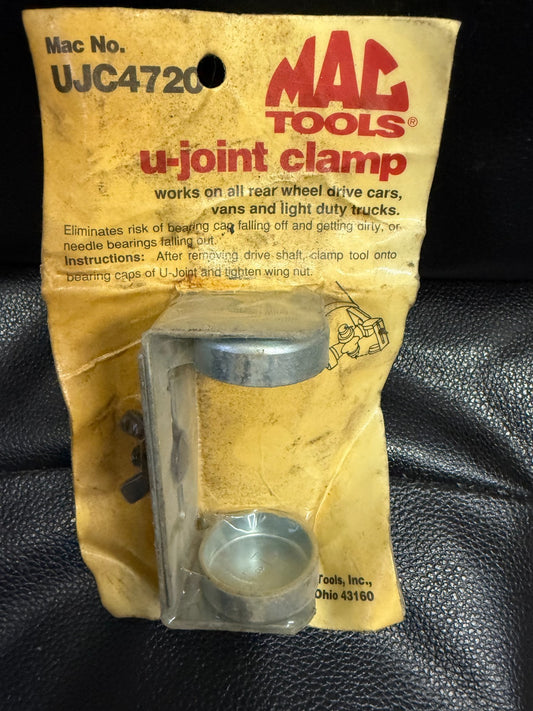 Mac No.
UJC4720
MAC
TOOLS®
u-joint clamp
works on all rear wheel drive cars,
vans and light duty trucks.
Eliminates risk of bearing cap falling off and getting dirty, or
needle bearings falling out.
Instructions: After removing drive shaft, clamp tool onto
bearing caps of U-Joint and tighten wing nut.
Tools, Inc.,
Ohio 43160